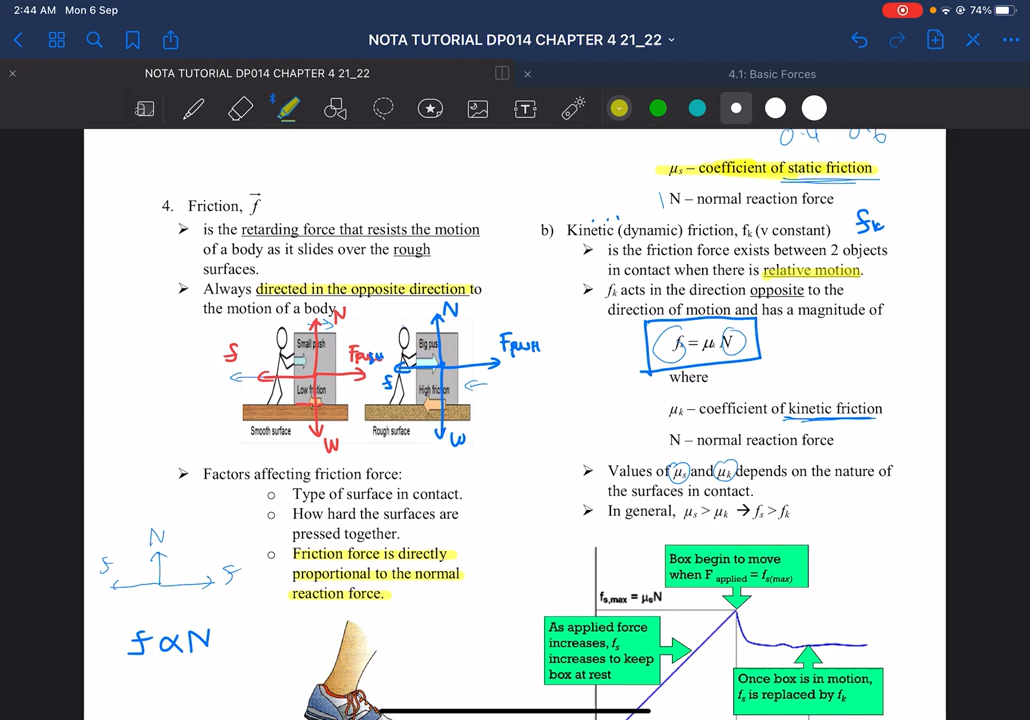 2:44 AM Mon 6 Sep
74%
NOTA TUTORIAL DP014 CHAPTER 4 21_22
NOTA TUTORIAL DP014 CHAPTER 4 21_22
4.1: Basic Forces
4. Friction, f
is the retarding force that resists the motion
of a body as it slides over the rough
surfaces.
Always directed in the opposite direction to
the motion of a body.
N
N
Small push
Big pus
f
Fpush
f
FPUSH
Low friction
High friction
Smooth surface
W
Rough surface
W
Factors affecting friction force:
Type of surface in contact.
How hard the surfaces are
pressed together.
Friction force is directly
proportional to the normal
reaction force.
N
f
f
f ∝ N
0.4 0.6
μs – coefficient of static friction
N – normal reaction force
b) Kinetic (dynamic) friction, fk (v constant)
fk
is the friction force exists between 2 objects
in contact when there is relative motion.
fk acts in the direction opposite to the
direction of motion and has a magnitude of
fk = μk N
where
μk – coefficient of kinetic friction
N – normal reaction force
Values of μs and μk depends on the nature of
the surfaces in contact.
In general, μs > μk → fs > fk
Box begin to move
when F applied = fs(max)
fs,max = μsN
As applied force
increases, fs
increases to keep
box at rest
Once box is in motion,
fs is replaced by fk